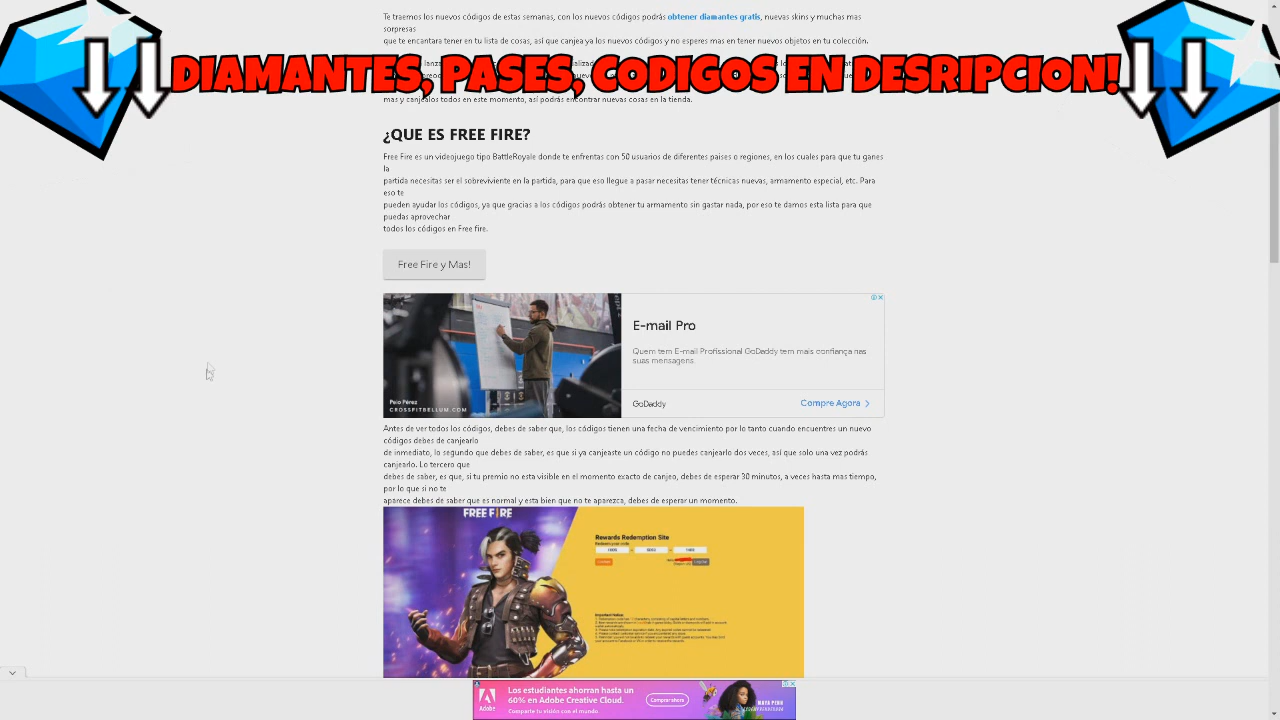 Te traemos los nuevos códigos de estas semanas, con los nuevos códigos podrás obtener diamantes gratis, nuevas skins y muchas mas
sorpresas
que te encantara tener en tu lista de cosas, así que canjea ya los nuevos códigos y no esperes mas en tener nuevos objetos en tu colección.
DIAMANTES, PASES, CODIGOS EN DESRIPCION!
mas y canjealos todos en este momento, así podrás encontrar nuevas cosas en la tienda.
¿QUE ES FREE FIRE?
Free Fire es un videojuego tipo BattleRoyale donde te enfrentas con 50 usuarios de diferentes paises o regiones, en los cuales para que tu ganes
la
partida necesitas ser el sobreviviente en la partida, para que eso llegue a pasar necesitas tener técnicas nuevas, armamento especial, etc. Para
eso te
pueden ayudar los códigos, ya que gracias a los códigos podrás obtener tu armamento sin gastar nada, por eso te damos esta lista para que
puedas aprovechar
todos los códigos en Free fire.
Free Fire y Mas!
E-mail Pro
Quem tem E-mail Profissional GoDaddy tem mais confiança nas
suas mensagens.
Pelo Pérez
CROSSFITBELLUM.COM
GoDaddy
Compre Agora
Antes de ver todos los códigos, debes de saber que, los códigos tienen una fecha de vencimiento por lo tanto cuando encuentres un nuevo
códigos debes de canjearlo
de inmediato, lo segundo que debes de saber, es que si ya canjeaste un código no puedes canjearlo dos veces, así que solo una vez podrás
canjearlo. Lo tercero que
debes de saber, es que, si tu premio no esta visible en el momento exacto de canjeo, debes de esperar 30 minutos, a veces hasta mas tiempo,
por lo que si no te
aparece debes de saber que es normal y esta bien que no te aparezca, debes de esperar un momento.
FREE FIRE
Rewards Redemption Site
Redeem your code
Important Notice:
Adobe
Los estudiantes ahorran hasta un
60% en Adobe Creative Cloud.
Comparte tu visión con el mundo.
Comprar ahora